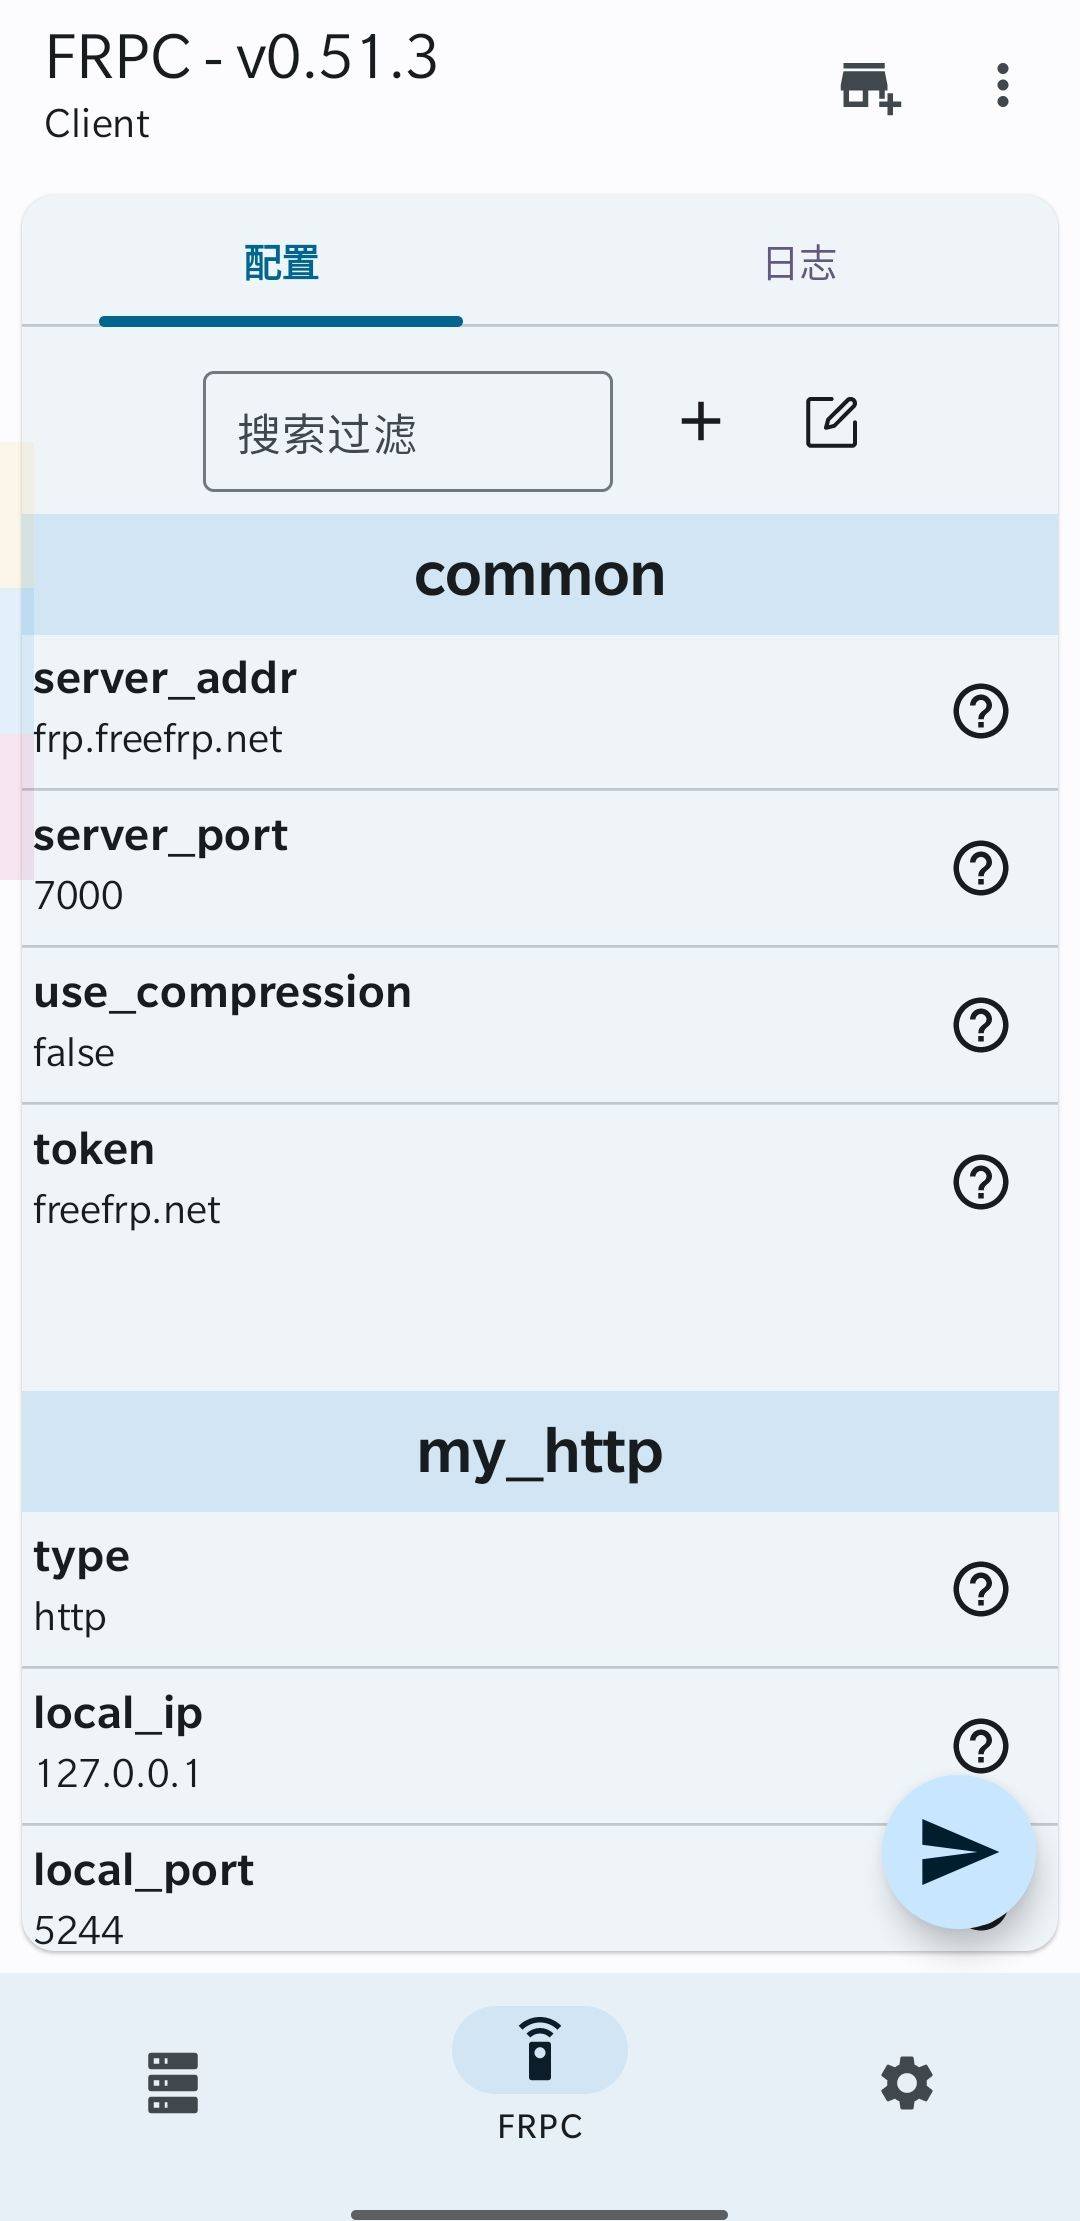 FRPC - v0.51.3
Client
配置
日志
搜索过滤
common
server_addr
frp.freefrp.net
server_port
7000
use_compression
false
token
freefrp.net
my_http
type
http
local_ip
127.0.0.1
local_port
5244
FRPC